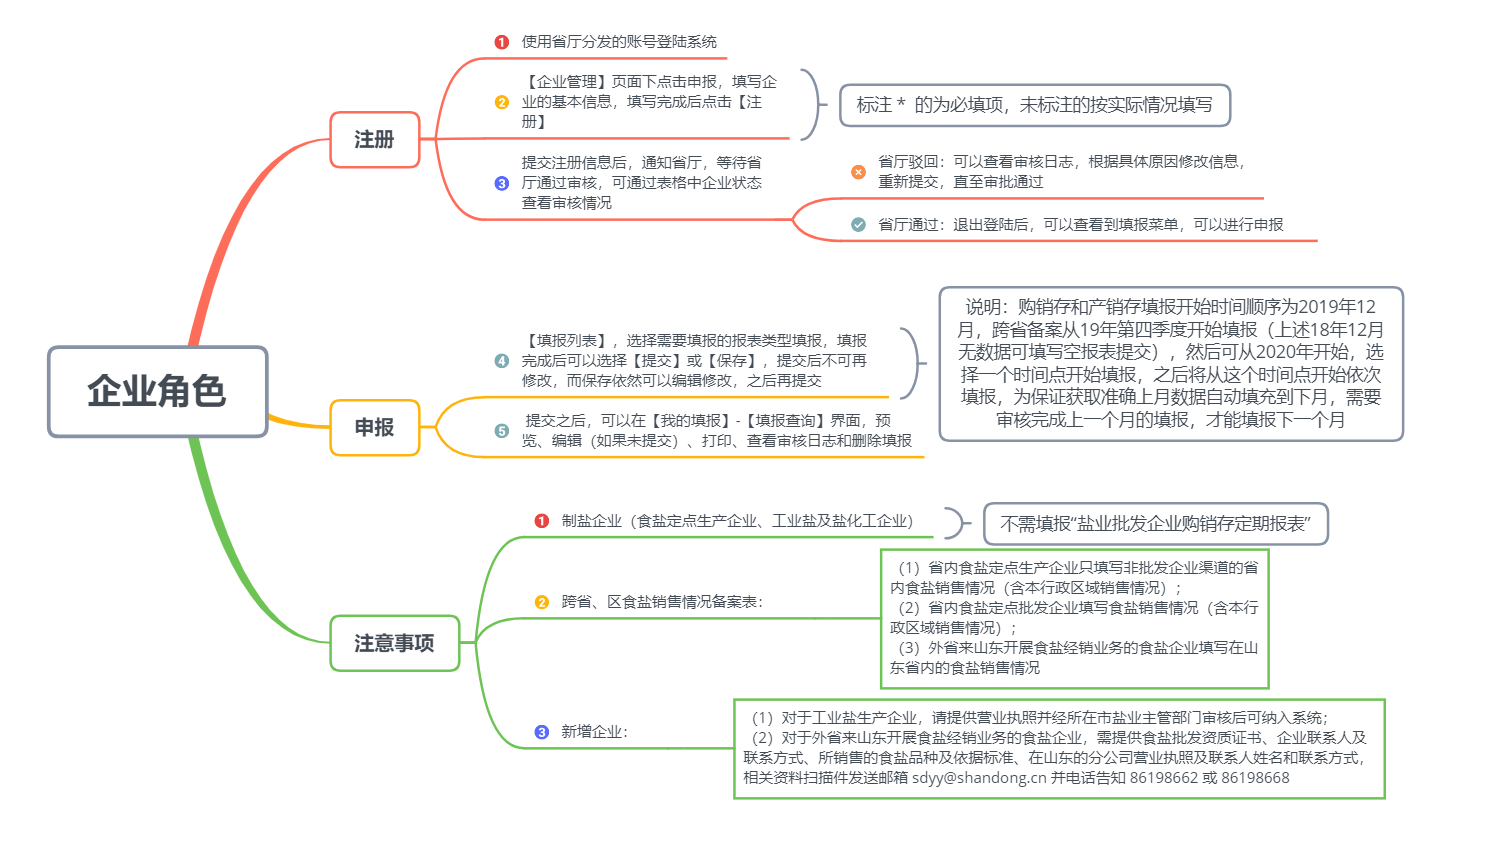 企业角色
注册
1 使用省厅分发的账号登陆系统
2 【企业管理】页面下点击申报，填写企
业的基本信息，填写完成后点击【注
册】
标注 * 的为必填项，未标注的按实际情况填写
3 提交注册信息后，通知省厅，等待省
厅通过审核，可通过表格中企业状态
查看审核情况
省厅驳回：可以查看审核日志，根据具体原因修改信息，
重新提交，直至审批通过
省厅通过：退出登陆后，可以查看到填报菜单，可以进行申报
申报
4 【填报列表】，选择需要填报的报表类型填报，填报
完成后可以选择【提交】或【保存】，提交后不可再
修改，而保存依然可以编辑修改，之后再提交
说明：购销存和产销存填报开始时间顺序为2019年12
月，跨省备案从19年第四季度开始填报（上述18年12月
无数据可填写空报表提交），然后可从2020年开始，选
择一个时间点开始填报，之后将从这个时间点开始依次
填报，为保证获取准确上月数据自动填充到下月，需要
审核完成上一个月的填报，才能填报下一个月
5 提交之后，可以在【我的填报】-【填报查询】界面，预
览、编辑（如果未提交）、打印、查看审核日志和删除填报
注意事项
1 制盐企业（食盐定点生产企业、工业盐及盐化工企业）
不需填报“盐业批发企业购销存定期报表”
2 跨省、区食盐销售情况备案表：
（1）省内食盐定点生产企业只填写非批发企业渠道的省
内食盐销售情况（含本行政区域销售情况）；
（2）省内食盐定点批发企业填写食盐销售情况（含本行
政区域销售情况）；
（3）外省来山东开展食盐经销业务的食盐企业填写在山
东省内的食盐销售情况
3 新增企业：
（1）对于工业盐生产企业，请提供营业执照并经所在市盐业主管部门审核后可纳入系统；
（2）对于外省来山东开展食盐经销业务的食盐企业，需提供食盐批发资质证书、企业联系人及
联系方式、所销售的食盐品种及依据标准、在山东的分公司营业执照及联系人姓名和联系方式，
相关资料扫描件发送邮箱 sdyy@shandong.cn 并电话告知 86198662 或 86198668